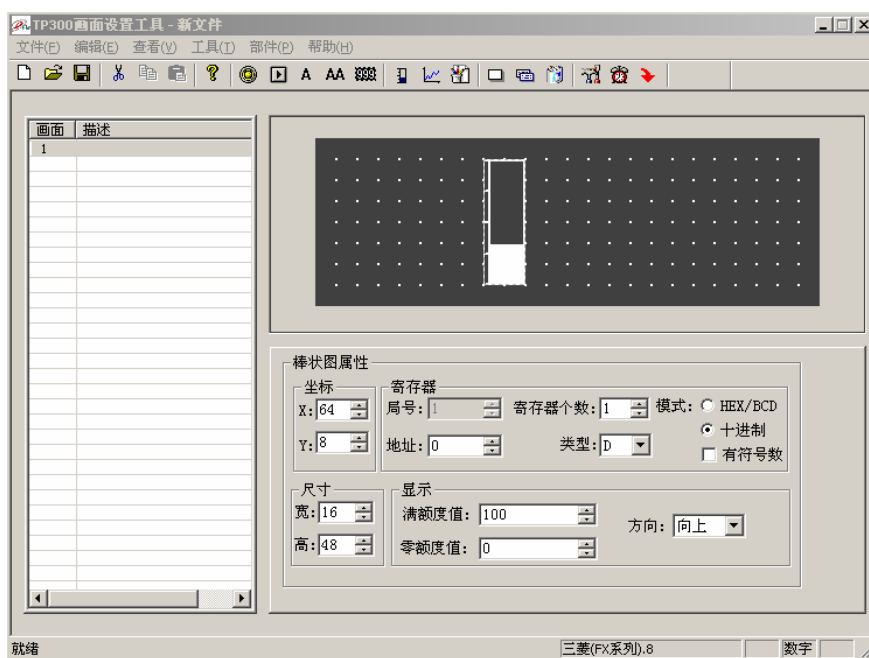 TP300画面设置工具 - 新文件
文件(F) 编辑(E) 查看(V) 工具(T) 部件(P) 帮助(H)
A AA
画面 描述
1
棒状图属性
坐标
X: 64
Y: 8
寄存器
局号: 1 寄存器个数: 1 模式: HEX/BCD
十进制
地址: 0 类型: D
有符号数
尺寸
宽: 16
高: 48
显示
满额度值: 100
零额度值: 0
方向: 向上
就绪 三菱(FX系列).8 数字